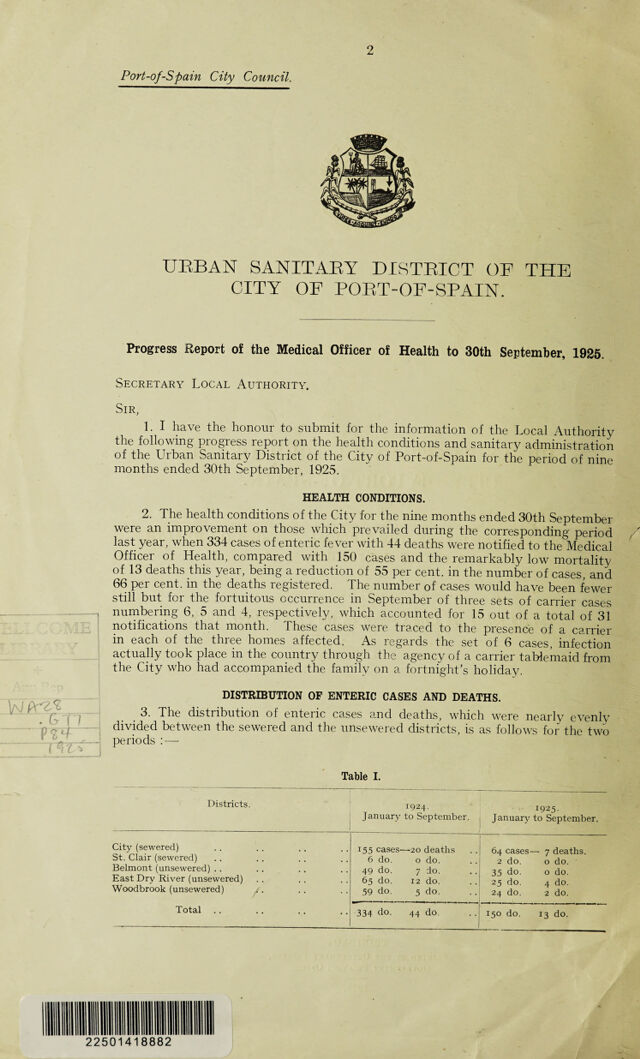 2
Port-of-Spain City Council.
URBAN SANITARY DISTRICT OF THE
CITY OF PORT-OF-SPAIN.
Progress Report of the Medical Officer of Health to 30th September, 1925.
SECRETARY LOCAL AUTHORITY.
SIR,
1. I have the honour to submit for the information of the Local Authority
the following progress report on the health conditions and sanitary administration
of the Urban Sanitary District of the City of Port-of-Spain for the period of nine
months ended 30th September, 1925.
HEALTH CONDITIONS.
2. The health conditions of the City for the nine months ended 30th September
were an improvement on those which prevailed during the corresponding period
last year, when 334 cases of enteric fever with 44 deaths were notified to the Medical
Officer of Health, compared with 150 cases and the remarkably low mortality
of 13 deaths this year, being a reduction of 55 per cent. in the number of cases, and
66 per cent. in the deaths registered. The number of cases would have been fewer
still but for the fortuitous occurrence in September of three sets of carrier cases
numbering 6, 5 and 4, respectively, which accounted for 15 out of a total of 31
notifications that month. These cases were traced to the presence of a carrier
in each of the three homes affected. As regards the set of 6 cases, infection
actually took place in the country through the agency of a carrier tablemaid from
the City who had accompanied the family on a fortnight's holiday.
WELLCOME
LIBRARY
Ann Rep
WA28
.GT1
P84
1925
DISTRIBUTION OF ENTERIC CASES AND DEATHS.
3. The distribution of enteric cases and deaths, which were nearly evenly
divided between the sewered and the unsewered districts, is as follows for the two
periods :—
Table I.
Districts. 1924. January to September. 1925. January to September.
City (sewered) .. .. .. .. 155 cases—20 deaths .. 64 cases— 7 deaths.
St. Clair (sewered) .. .. .. .. 6 do. 0 do. .. 2 do. 0 do.
Belmont (unsewered) .. .. .. .. 49 do. 7 do. .. 35 do. 0 do.
East Dry River (unsewered) .. .. .. 65 do. 12 do. .. 25 do. 4 do.
Woodbrook (unsewered) .. .. .. 59 do. 5 do. .. 24 do. 2 do.
Total .. .. .. .. 334 do. 44 do. .. 150 do. 13 do.
22501418882